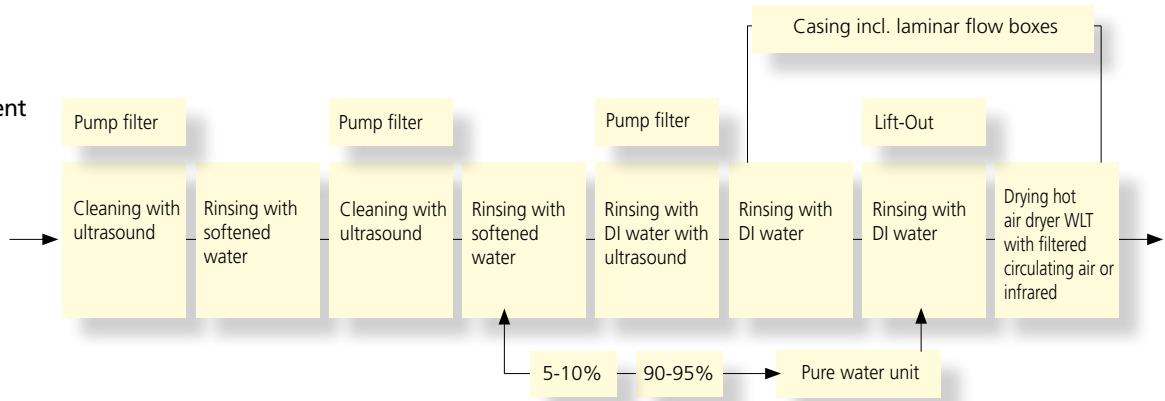 Casing incl. laminar flow boxes
ent
Pump filter
Pump filter
Pump filter
Lift-Out
Cleaning with
ultrasound
Rinsing with
softened
water
Cleaning with
ultrasound
Rinsing with
softened
water
Rinsing with
DI water with
ultrasound
Rinsing with
DI water
Rinsing with
DI water
Drying hot
air dryer WLT
with filtered
circulating air or
infrared
5-10%
90-95%
Pure water unit